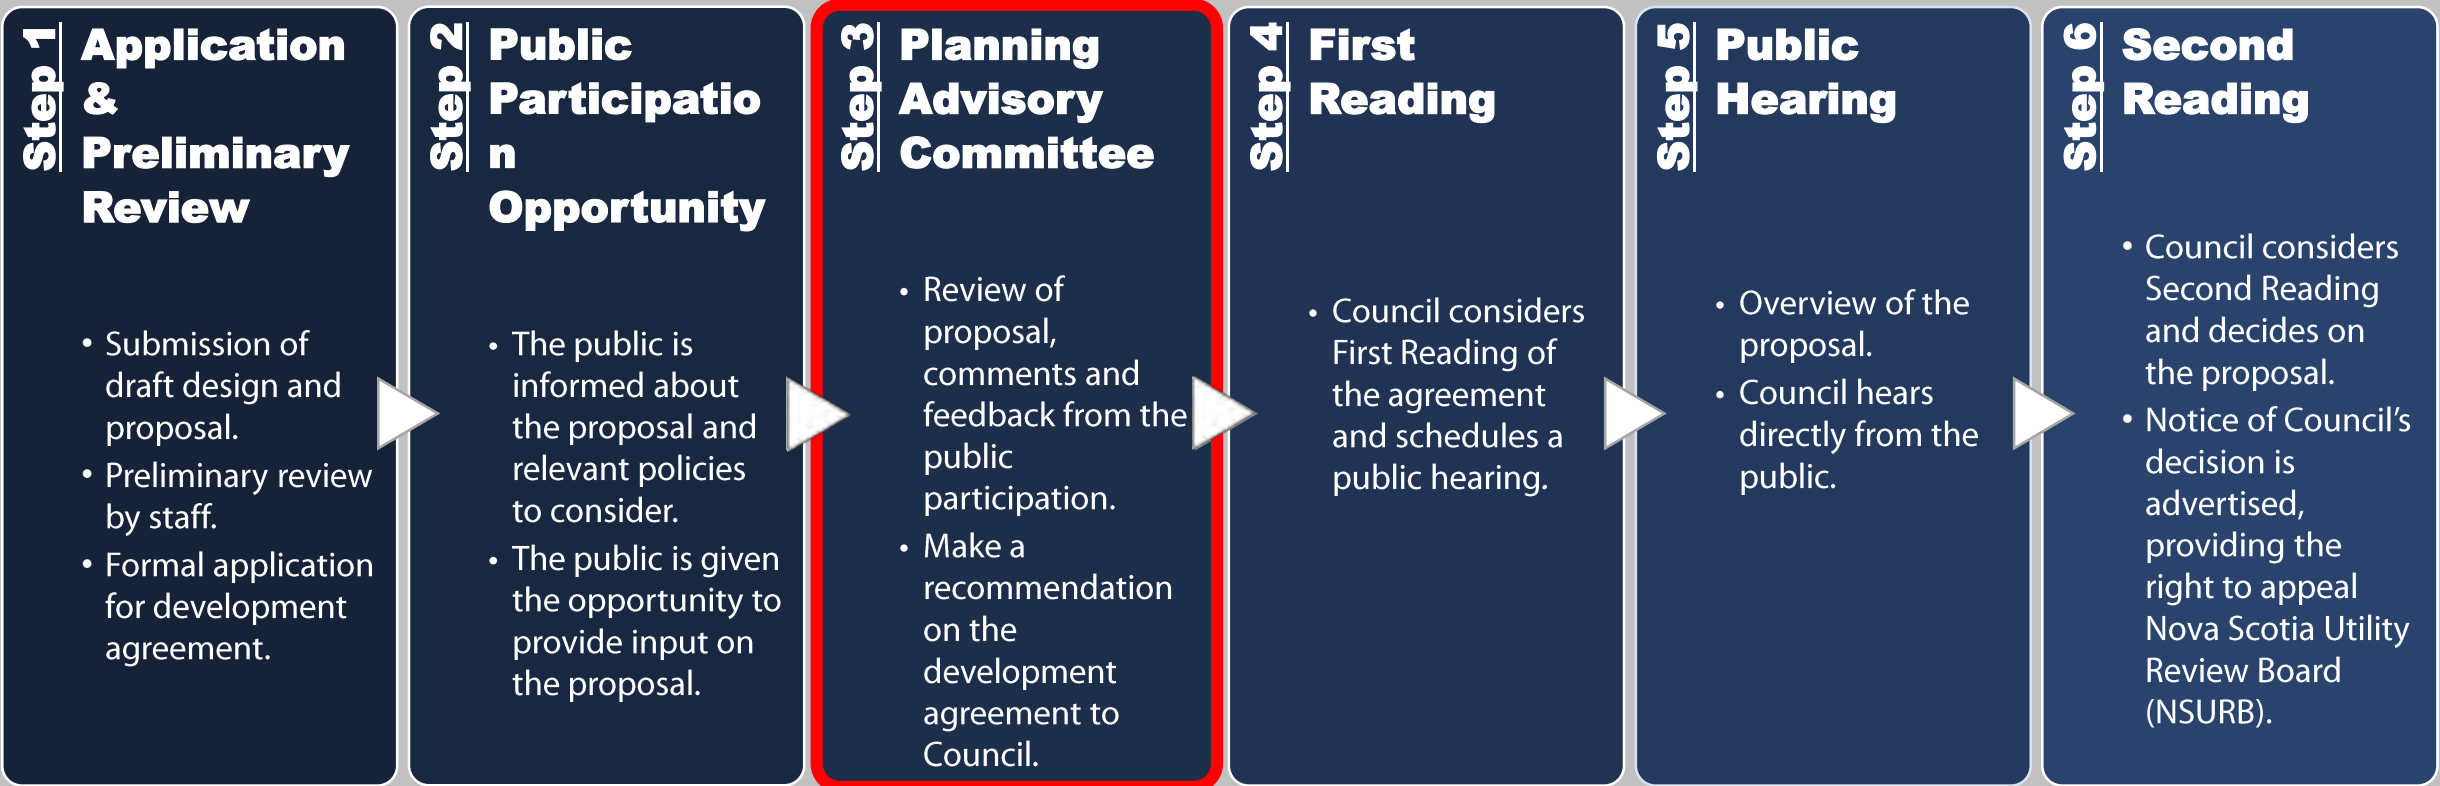 Step 1
Application
&
Preliminary
Review
• Submission of
draft design and
proposal.
• Preliminary review
by staff.
• Formal application
for development
agreement.
Step 2
Public
Participatio
n
Opportunity
• The public is
informed about
the proposal and
relevant policies
to consider.
• The public is given
the opportunity to
provide input on
the proposal.
Step 3
Planning
Advisory
Committee
• Review of
proposal,
comments and
feedback from the
public
participation.
• Make a
recommendation
on the
development
agreement to
Council.
Step 4
First
Reading
• Council considers
First Reading of
the agreement
and schedules a
public hearing.
Step 5
Public
Hearing
• Overview of the
proposal.
• Council hears
directly from the
public.
Step 6
Second
Reading
• Council considers
Second Reading
and decides on
the proposal.
• Notice of Council’s
decision is
advertised,
providing the
right to appeal
Nova Scotia Utility
Review Board
(NSURB).